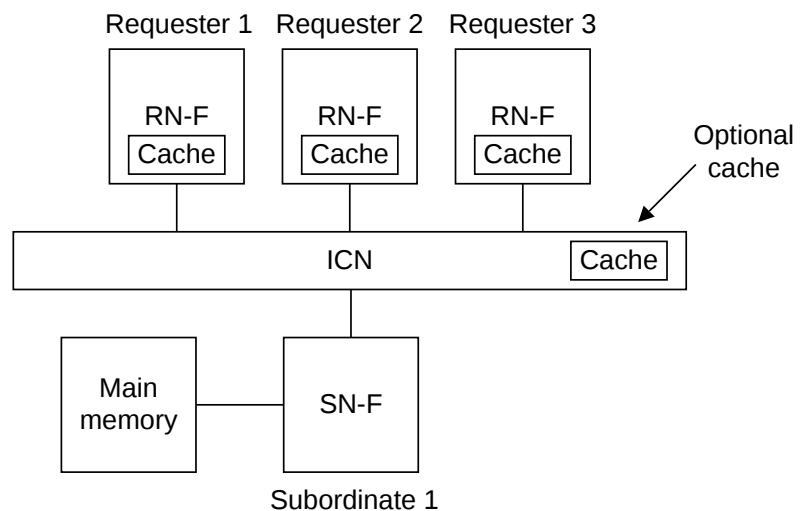 Requester 1
Requester 2
Requester 3
RN-F
Cache
RN-F
Cache
RN-F
Cache
Optional
cache
ICN
Cache
Main
memory
SN-F
Subordinate 1